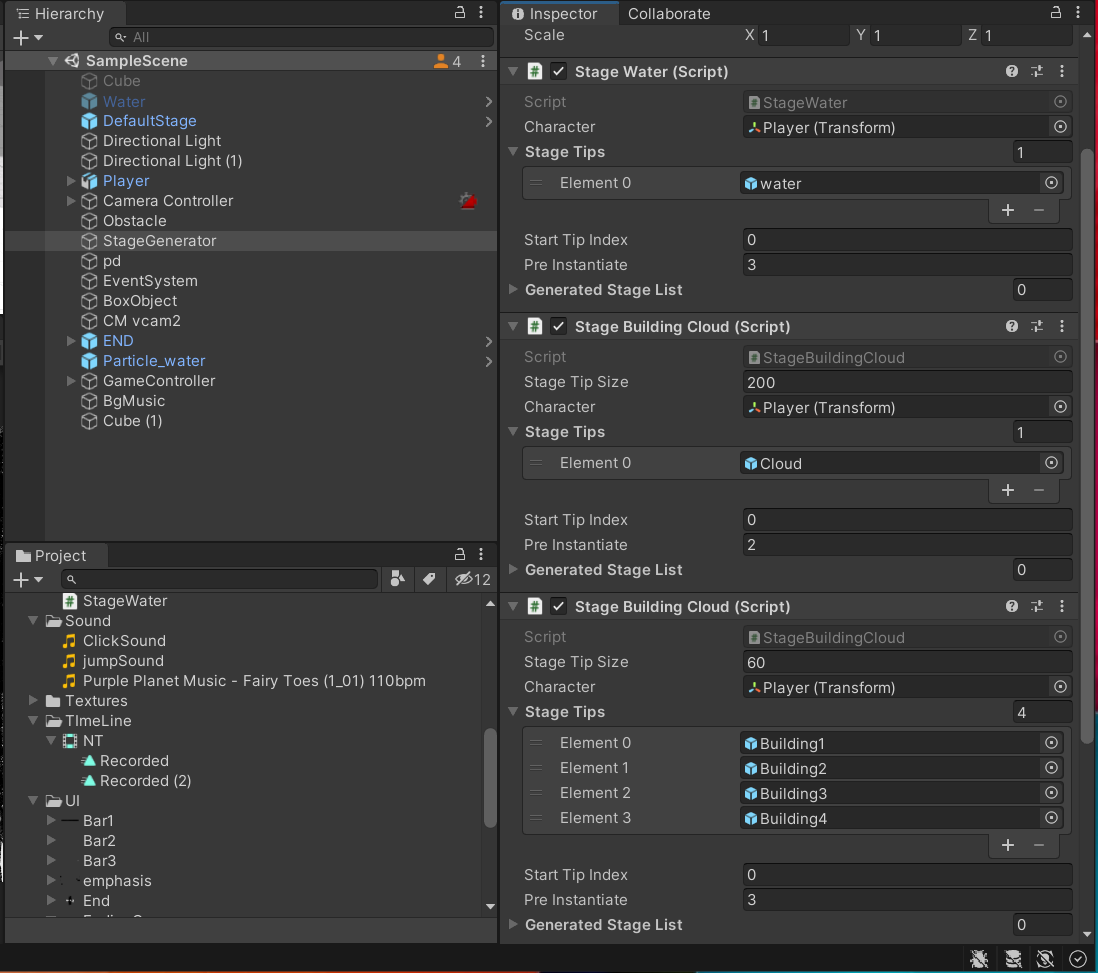 Hierarchy
All
SampleScene
4
Cube
Water
DefaultStage
Directional Light
Directional Light (1)
Player
Camera Controller
Obstacle
StageGenerator
pd
EventSystem
BoxObject
CM vcam2
END
Particle_water
GameController
BgMusic
Cube (1)
Project
12
StageWater
Sound
ClickSound
jumpSound
Purple Planet Music - Fairy Toes (1_01) 110bpm
Textures
TImeLine
NT
Recorded
Recorded (2)
UI
Bar1
Bar2
Bar3
emphasis
End
Inspector
Collaborate
Scale X 1 Y 1 Z 1
# Stage Water (Script)
Script # StageWater
Character Player (Transform)
Stage Tips 1
Element 0 water
+ −
Start Tip Index 0
Pre Instantiate 3
Generated Stage List 0
# Stage Building Cloud (Script)
Script # StageBuildingCloud
Stage Tip Size 200
Character Player (Transform)
Stage Tips 1
Element 0 Cloud
+ −
Start Tip Index 0
Pre Instantiate 2
Generated Stage List 0
# Stage Building Cloud (Script)
Script # StageBuildingCloud
Stage Tip Size 60
Character Player (Transform)
Stage Tips 4
Element 0 Building1
Element 1 Building2
Element 2 Building3
Element 3 Building4
+ −
Start Tip Index 0
Pre Instantiate 3
Generated Stage List 0